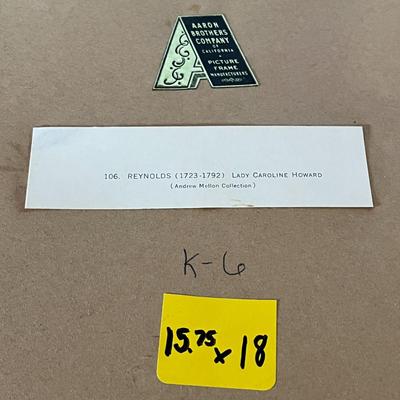 AARON
BROTHERS
COMPANY
OF
CALIFORNIA
PICTURE
FRAME
MANUFACTURERS
106. REYNOLDS (1723-1792) LADY CAROLINE HOWARD
(Andrew Mellon Collection)
K-6
15.75 x 18